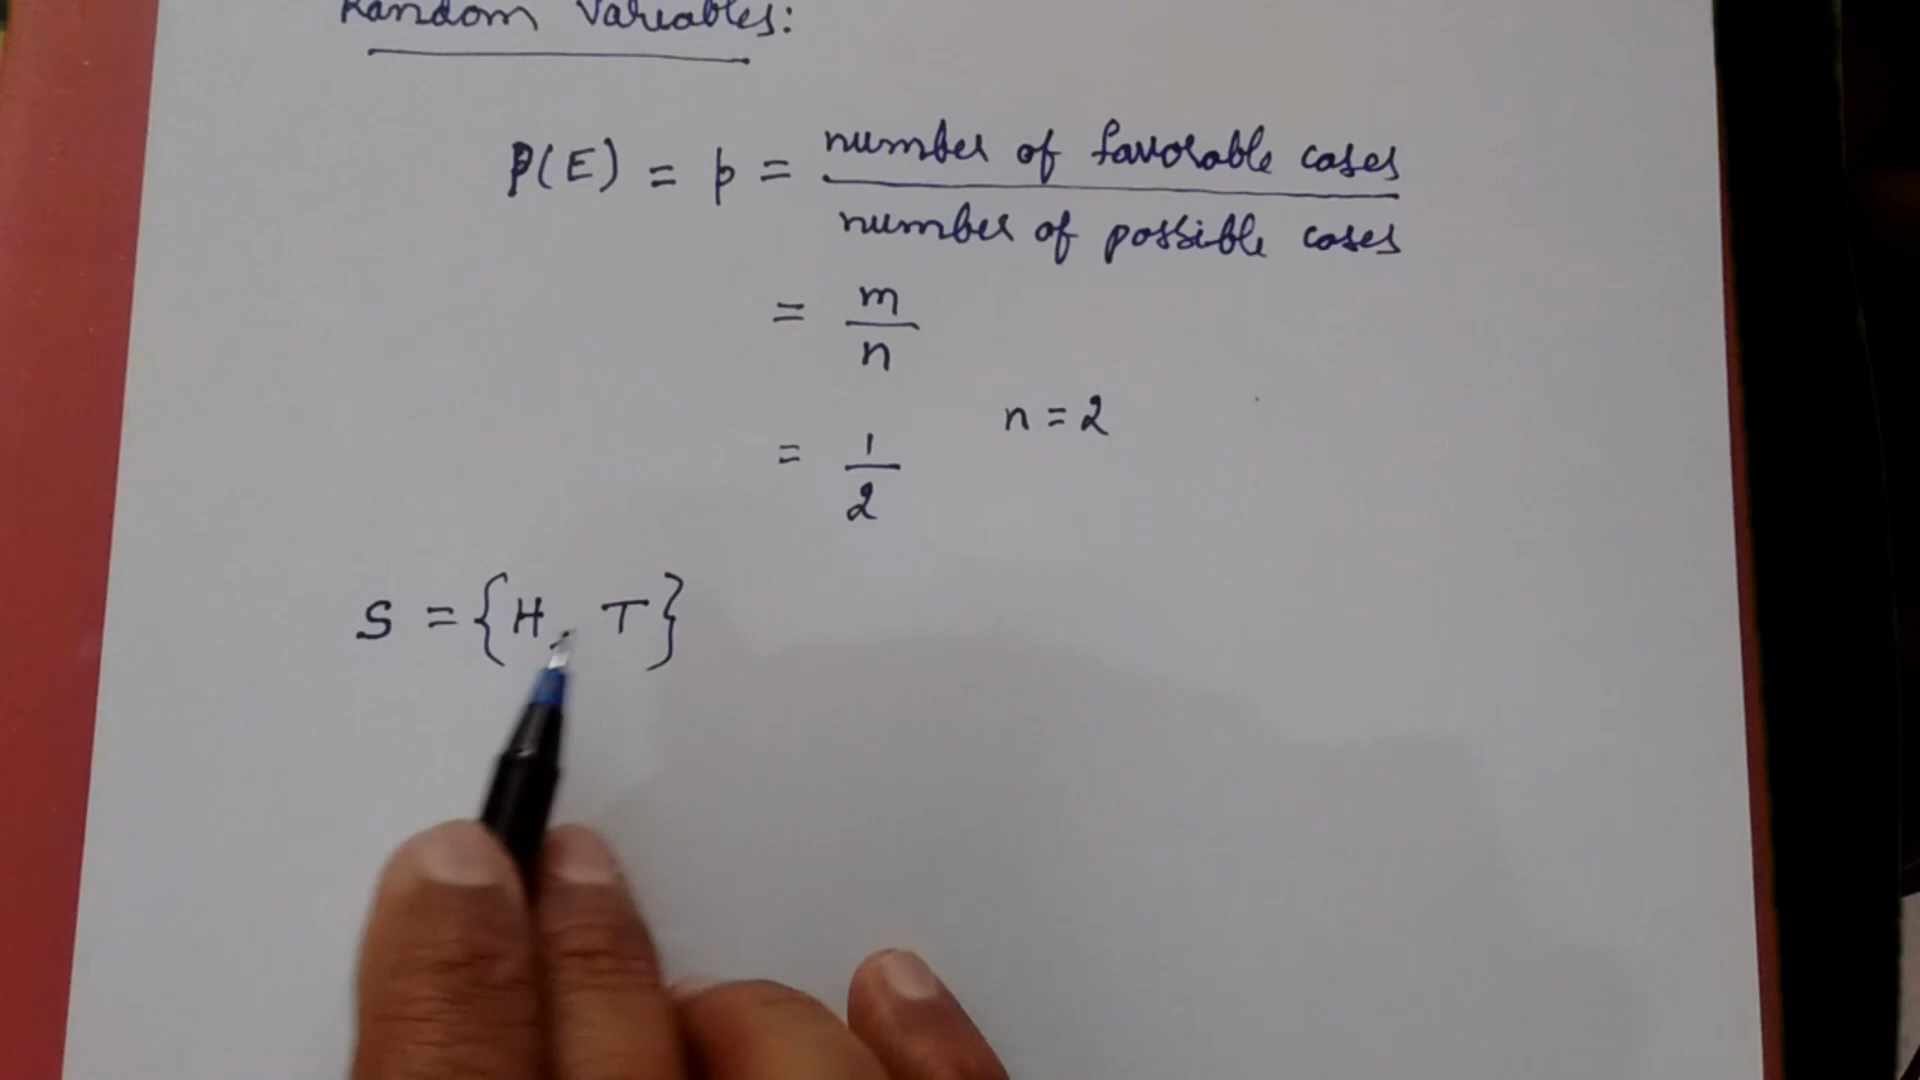 Random Variables:
P(E) = p = number of favorable cases
number of possible cases
= m
n
n = 2
= 1
2
S = {H, T}